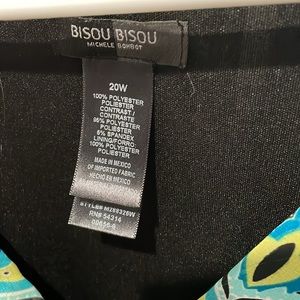 BISOU BISOU
MICHELE BOHBOT
20W
100% POLYESTER
POLIESTER
CONTRAST /
CONTRASTE
95% POLYESTER
POLIESTER
5% SPANDEX
LINING/FORRO:
100% POLYESTER
POLIESTER
MADE IN MEXICO
OF IMPORTED FABRIC
HECHO EN MEXICO
RN# 54314